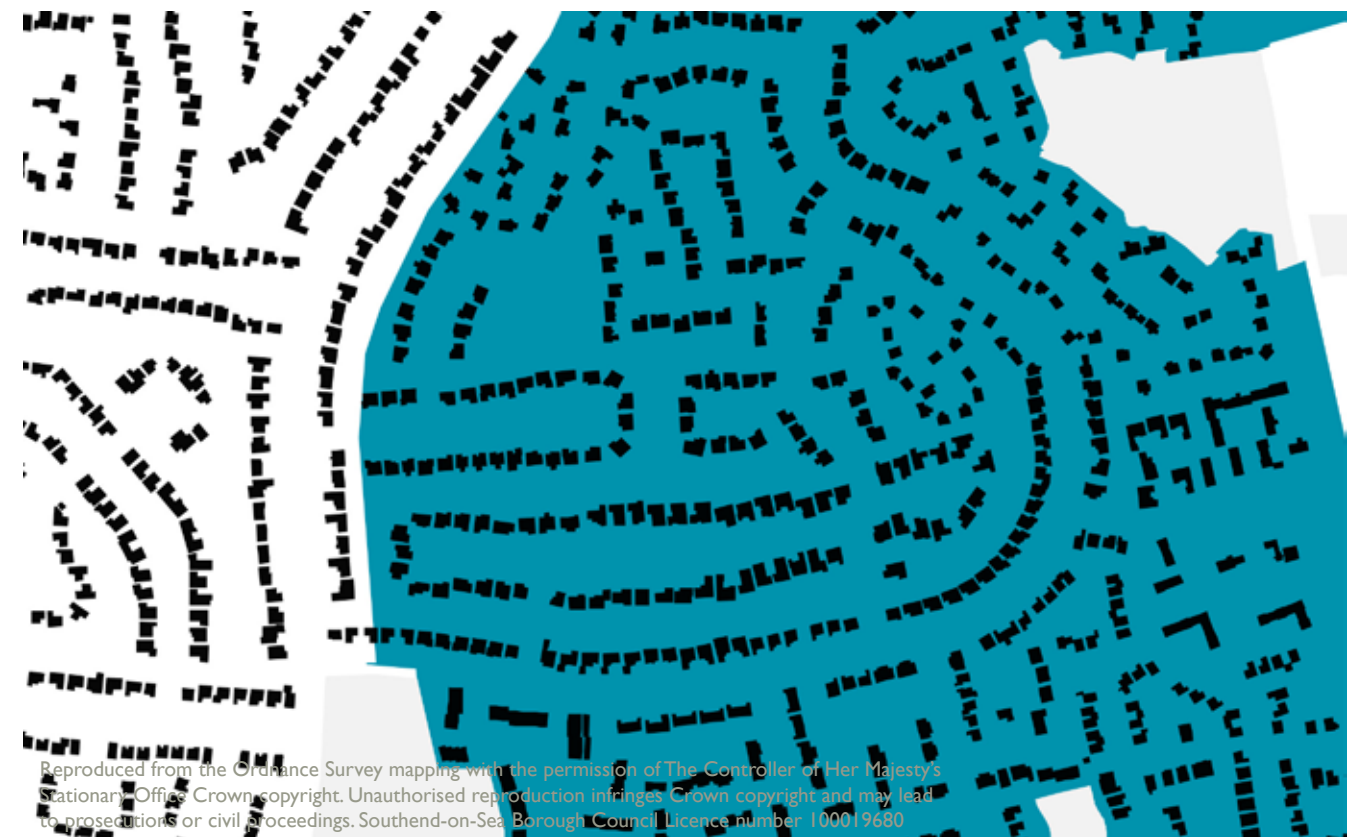 Reproduced from the Ordnance Survey mapping with the permission of The Controller of Her Majesty's
Stationary Office Crown copyright. Unauthorised reproduction infringes Crown copyright and may lead
to prosecutions or civil proceedings. Southend-on-Sea Borough Council Licence number 100019680